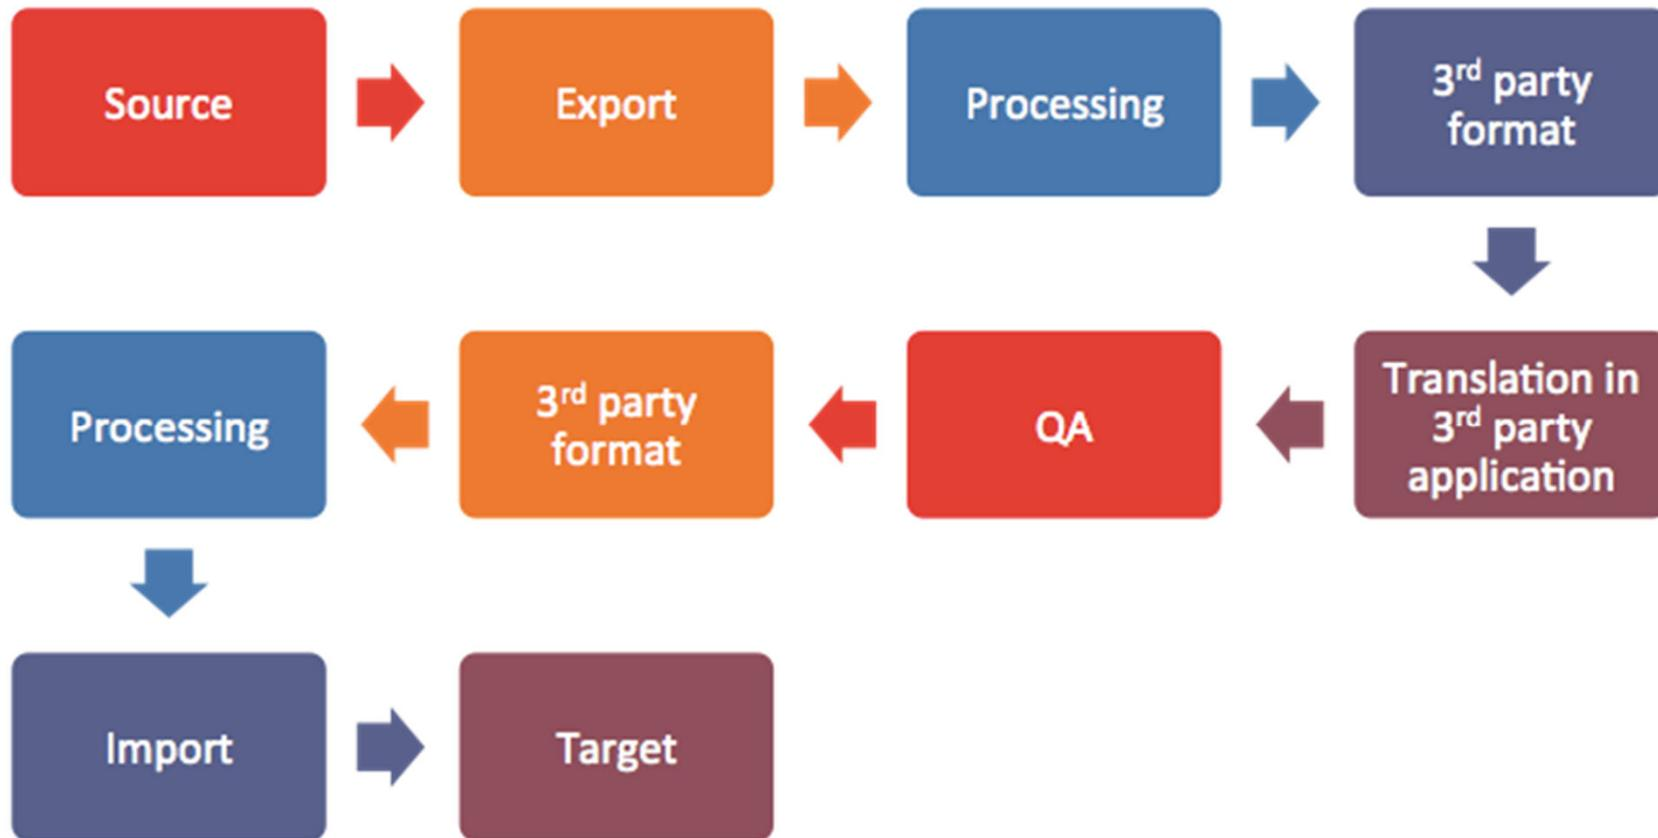 Source
Export
Processing
3rd party
format
Translation in
3rd party
application
QA
3rd party
format
Processing
Import
Target